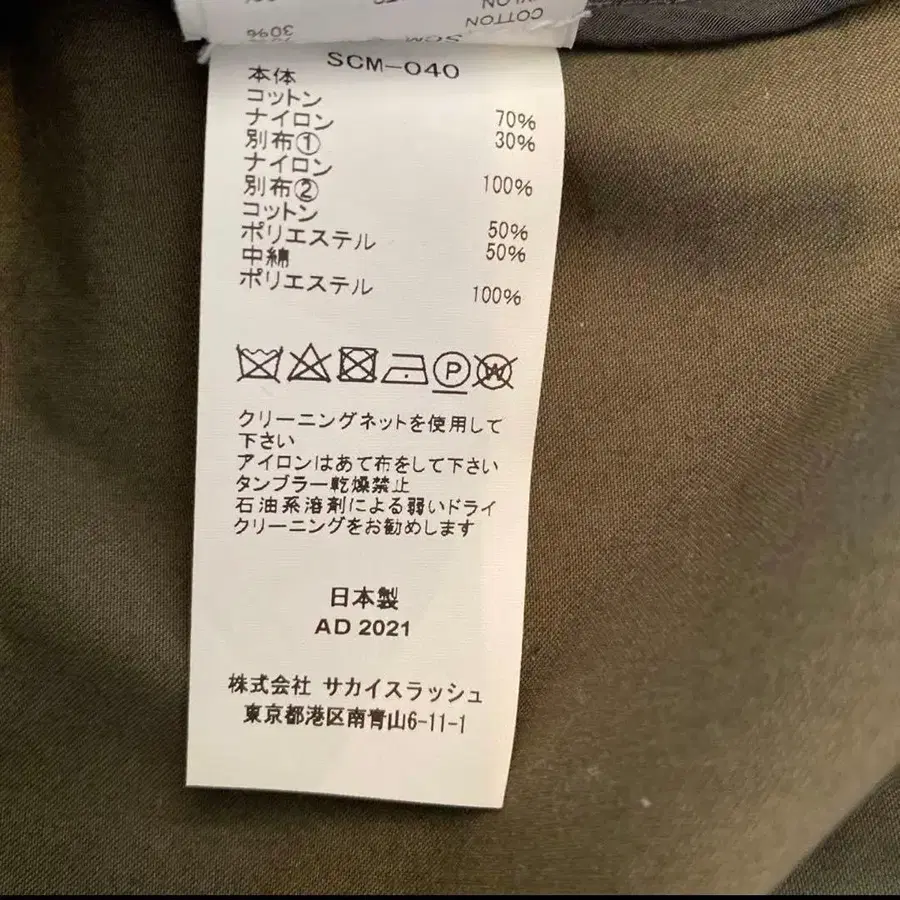 COTTON
30%
SCM-040
本体
コットン 70%
ナイロン 30%
別布①
ナイロン 100%
別布②
コットン 50%
ポリエステル 50%
中綿
ポリエステル 100%
P
W
クリーニングネットを使用して
下さい
アイロンはあて布をして下さい
タンブラー乾燥禁止
石油系溶剤による弱いドライ
クリーニングをお勧めします
日本製
AD 2021
株式会社 サカイスラッシュ
東京都港区南青山6-11-1